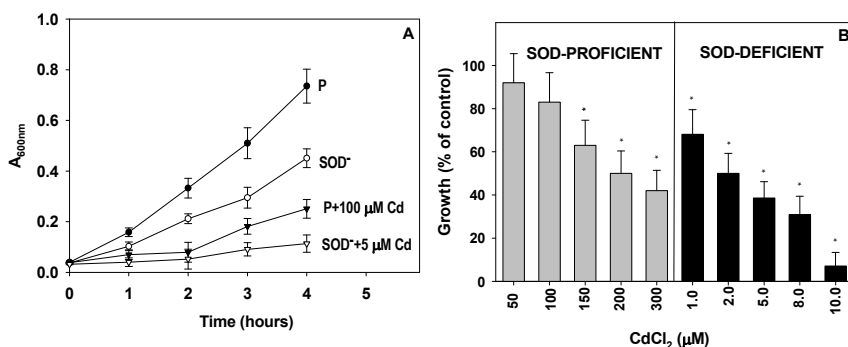 A
1.0
0.8
0.6
0.4
0.2
0.0
A600nm
P
SOD-
P+100 μM Cd
SOD-+5 μM Cd
0 1 2 3 4 5
Time (hours)
B
SOD-PROFICIENT SOD-DEFICIENT
100
80
60
40
20
0
Growth (% of control)
* * * * * * * *
50 100 150 200 300 1.0 2.0 5.0 8.0 10.0
CdCl2 (μM)